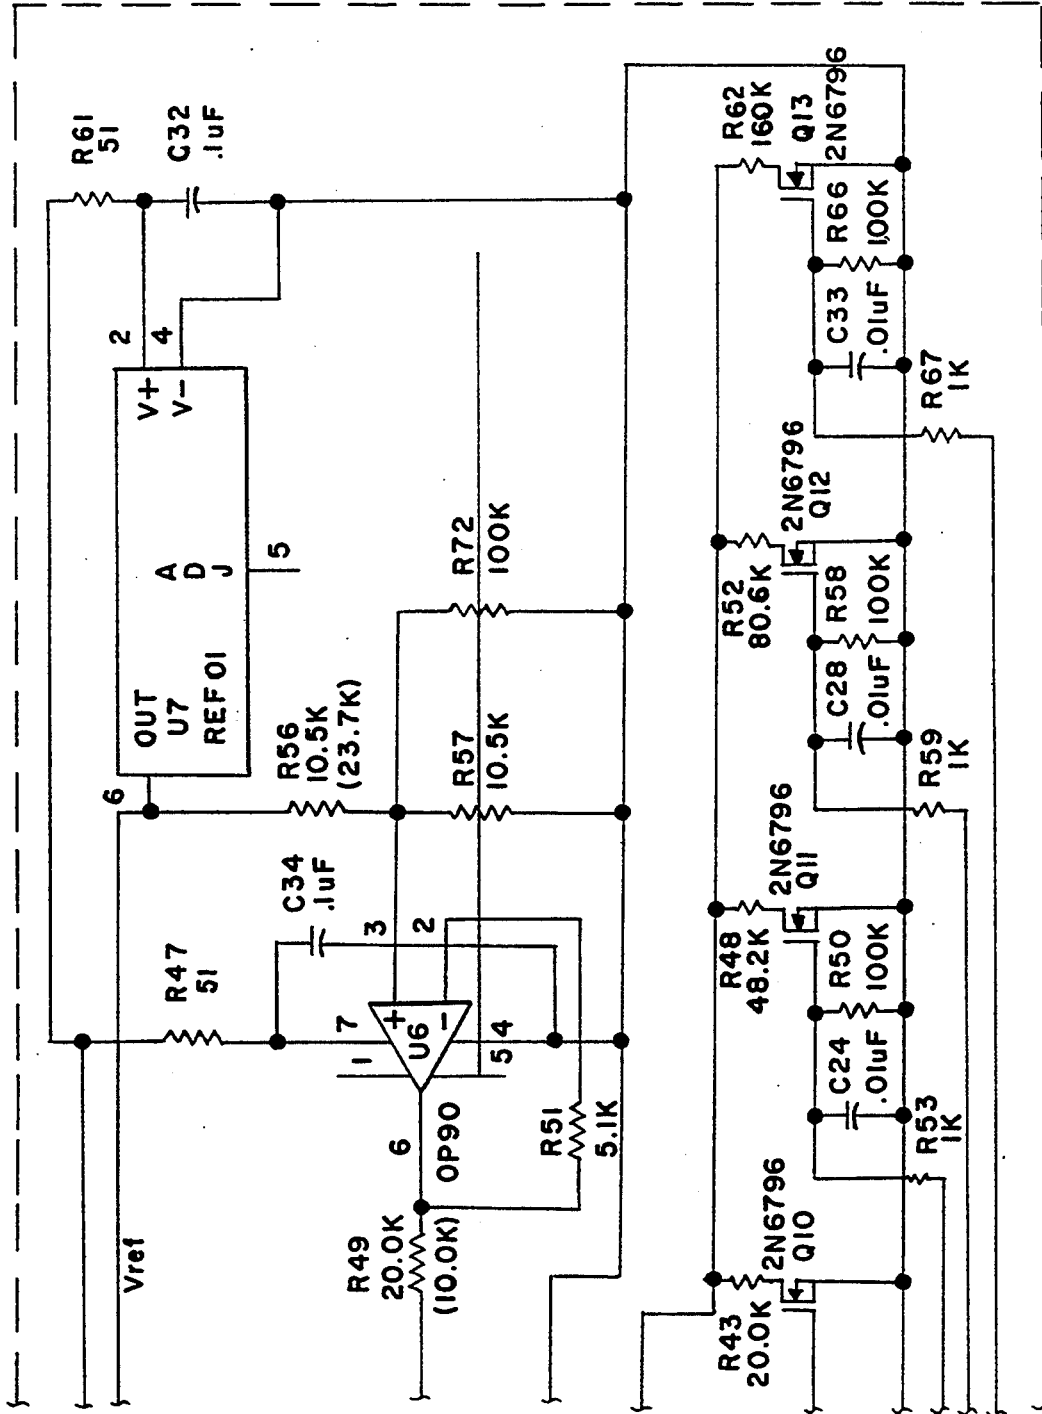 R61
51
C32
.1uF
2
4
V+
V-
A
D
J
5
OUT
U7
REF01
6
R56
10.5K
(23.7K)
R72
100K
R57
10.5K
C34
.1uF
R47
51
3
2
7
1
+
-
U6
5
4
6
OP90
R51
5.1K
R49
20.0K
(10.0K)
Vref
R62
160K
Q13
2N6796
R66
100K
C33
.01uF
R67
1K
2N6796
Q12
R52
80.6K
R58
100K
C28
.01uF
R59
1K
2N6796
Q11
R48
48.2K
R50
100K
C24
.01uF
R53
1K
2N6796
Q10
R43
20.0K